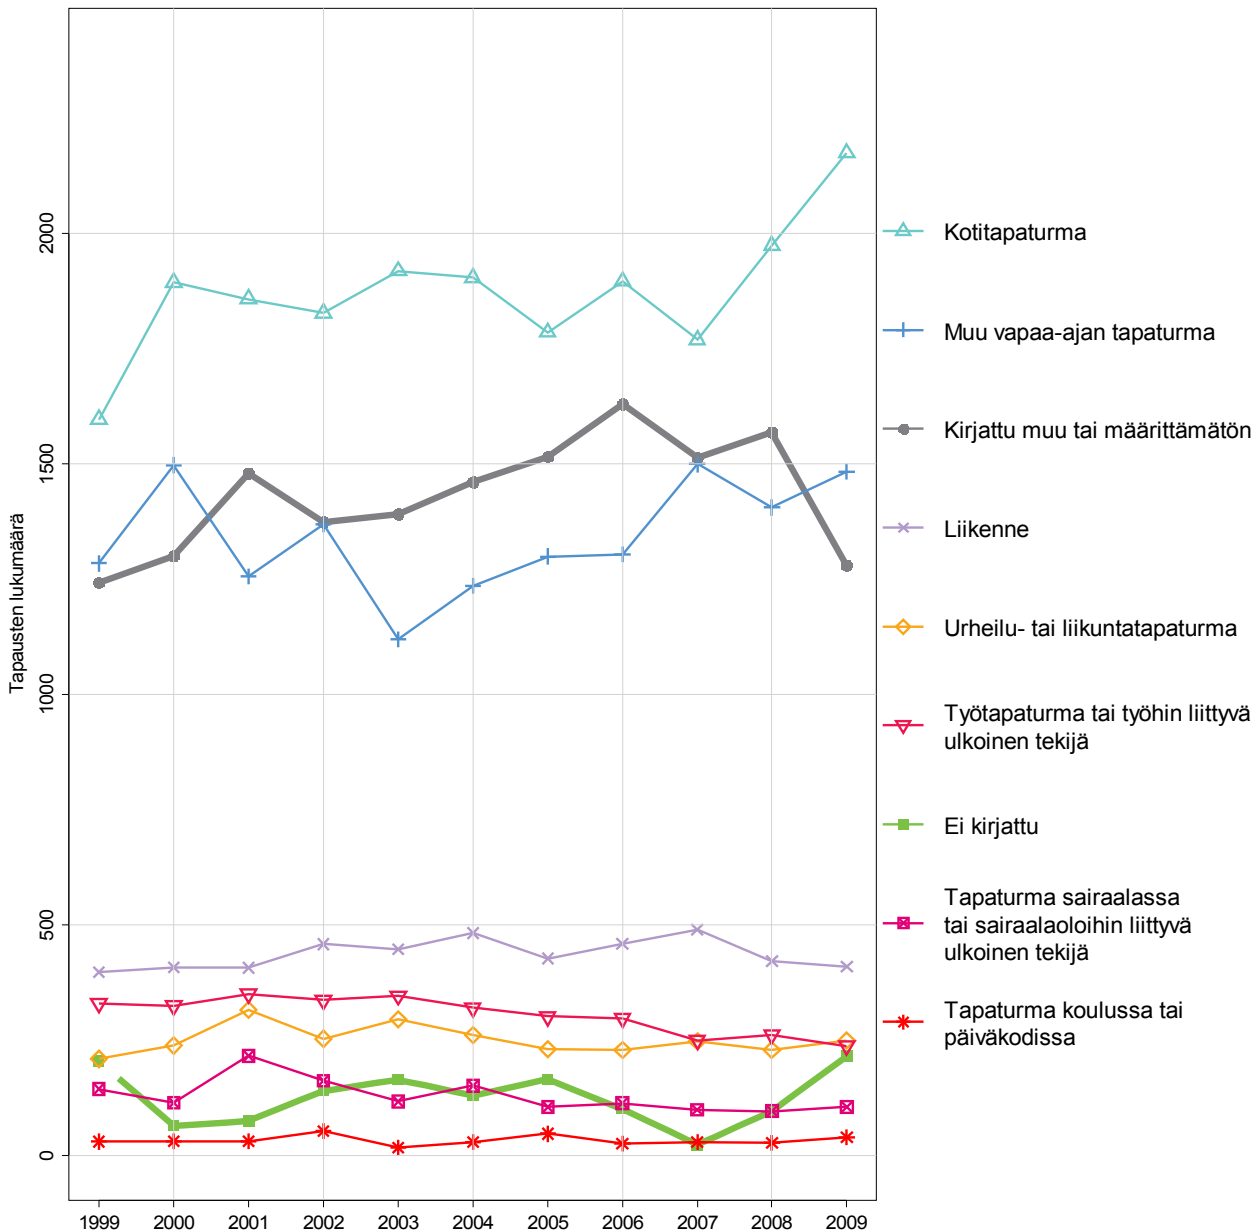 Tapausten lukumäärä
2000
1500
1000
500
0
1999 2000 2001 2002 2003 2004 2005 2006 2007 2008 2009
Kotitapaturma
Muu vapaa-ajan tapaturma
Kirjattu muu tai määrittämätön
Liikenne
Urheilu- tai liikuntatapaturma
Työtapaturma tai työhin liittyvä
ulkoinen tekijä
Ei kirjattu
Tapaturma sairaalassa
tai sairaalaoloihin liittyvä
ulkoinen tekijä
Tapaturma koulussa tai
päiväkodissa